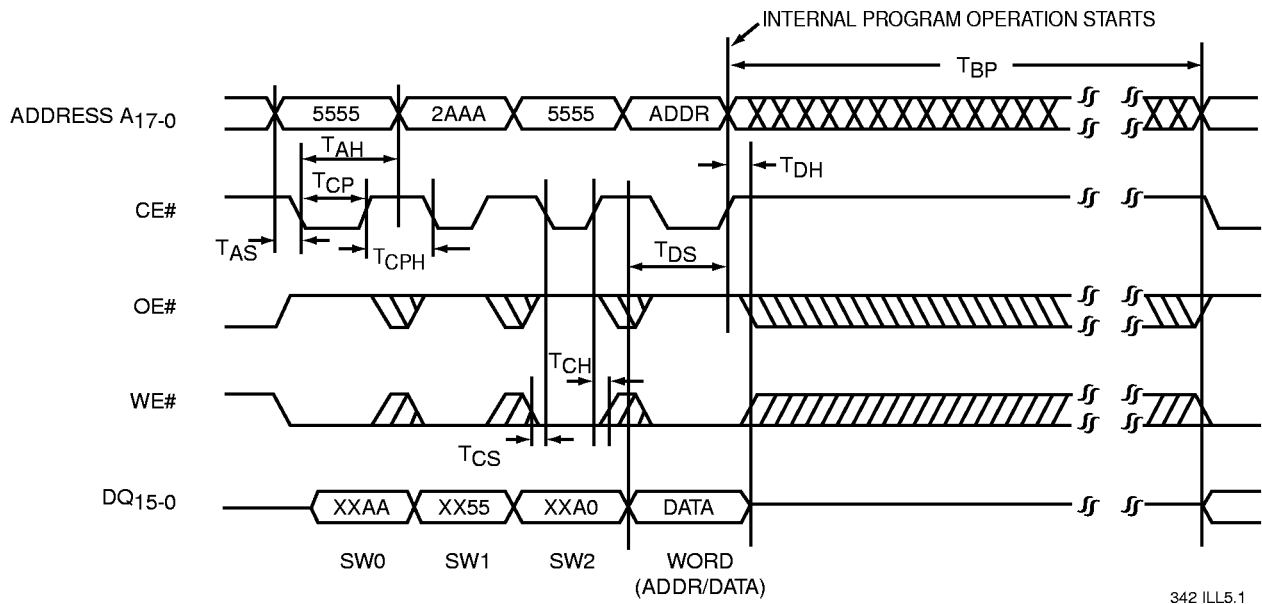 INTERNAL PROGRAM OPERATION STARTS
TBP
ADDRESS A17-0
5555
2AAA
5555
ADDR
TAH
TDH
TCP
CE#
TAS
TCPH
TDS
OE#
TCH
WE#
TCS
DQ15-0
XXAA
XX55
XXA0
DATA
SW0
SW1
SW2
WORD
(ADDR/DATA)
342 ILL5.1